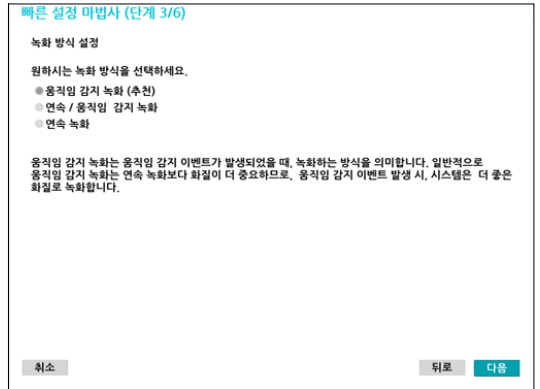 빠른 설정 마법사 (단계 3/6)
녹화 방식 설정
원하시는 녹화 방식을 선택하세요.
움직임 감지 녹화 (추천)
연속 / 움직임 감지 녹화
연속 녹화
움직임 감지 녹화는 움직임 감지 이벤트가 발생되었을 때, 녹화하는 방식을 의미합니다. 일반적으로
움직임 감지 녹화는 연속 녹화보다 화질이 더 중요하므로, 움직임 감지 이벤트 발생 시, 시스템은 더 좋은
화질로 녹화합니다.
취소
뒤로
다음